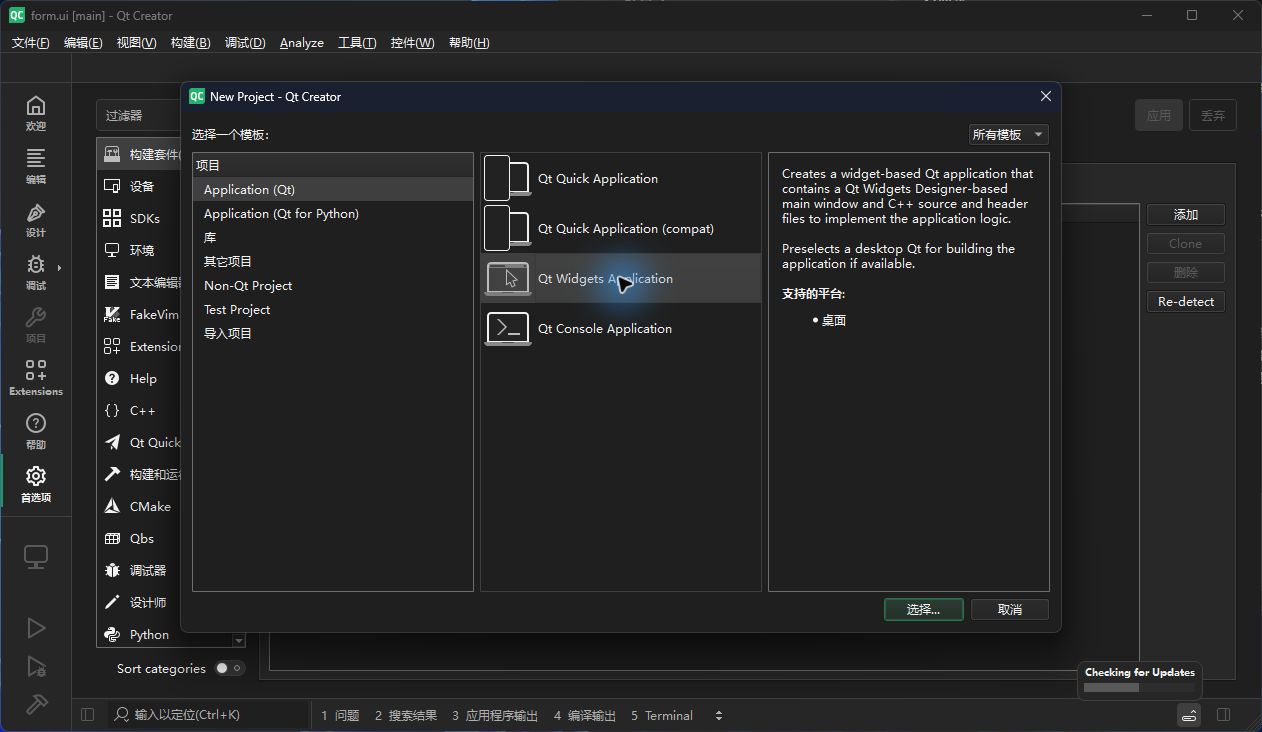 QC form.ui [main] - Qt Creator
文件(F) 编辑(E) 视图(V) 构建(B) 调试(D) Analyze 工具(T) 控件(W) 帮助(H)
欢迎
编辑
设计
调试
项目
Extensions
帮助
首选项
过滤器
构建套件(
设备
SDKs
环境
文本编辑
FakeVim
Extension
Help
C++
Qt Quick
构建和运
CMake
Qbs
调试器
设计师
Python
Sort categories
QC New Project - Qt Creator
选择一个模板：
所有模板
项目
Application (Qt)
Application (Qt for Python)
库
其它项目
Non-Qt Project
Test Project
导入项目
Qt Quick Application
Qt Quick Application (compat)
Qt Widgets Application
Qt Console Application
Creates a widget-based Qt application that
contains a Qt Widgets Designer-based
main window and C++ source and header
files to implement the application logic.
Preselects a desktop Qt for building the
application if available.
支持的平台:
• 桌面
选择...
取消
应用
丢弃
添加
Clone
删除
Re-detect
Checking for Updates
输入以定位(Ctrl+K)
1 问题 2 搜索结果 3 应用程序输出 4 编译输出 5 Terminal